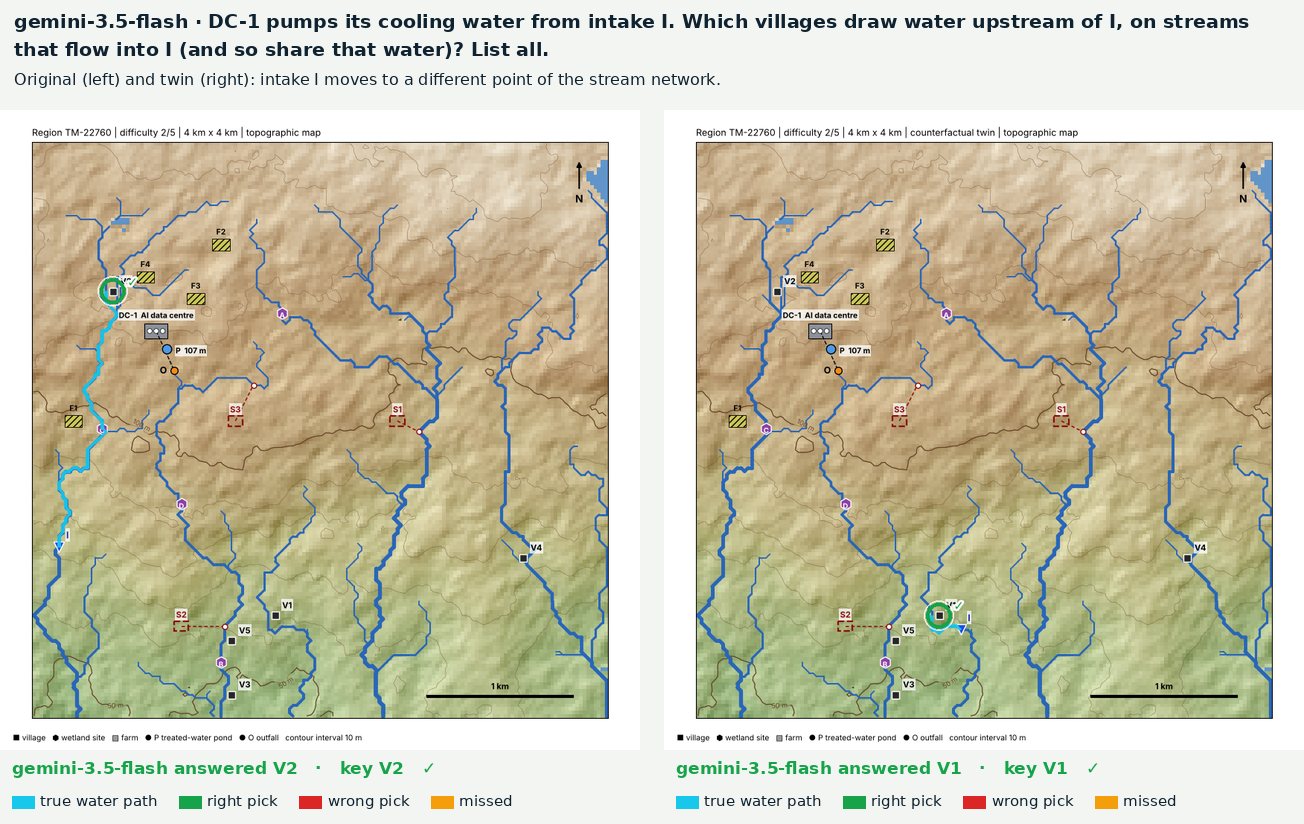 gemini-3.5-flash · DC-1 pumps its cooling water from intake I. Which villages draw water upstream of I, on streams
that flow into I (and so share that water)? List all.
Original (left) and twin (right): intake I moves to a different point of the stream network.
Region TM-22760 | difficulty 2/5 | 4 km x 4 km | topographic map
N
F2
F4
F3
DC-1 AI data centre
A
P 107 m
O
F1
S3
S1
C
100 m
D
I
V4
V1
S2
V5
B
V3
50 m
50 m
1 km
village wetland site farm P treated-water pond O outfall contour interval 10 m
Region TM-22760 | difficulty 2/5 | 4 km x 4 km | counterfactual twin | topographic map
N
F2
F4
V2
F3
DC-1 AI data centre
A
P 107 m
O
F1
S3
S1
C
100 m
D
V4
S2
I
V5
B
V3
50 m
50 m
1 km
village wetland site farm P treated-water pond O outfall contour interval 10 m
gemini-3.5-flash answered V2 · key V2 ✓
true water path right pick wrong pick missed
gemini-3.5-flash answered V1 · key V1 ✓
true water path right pick wrong pick missed